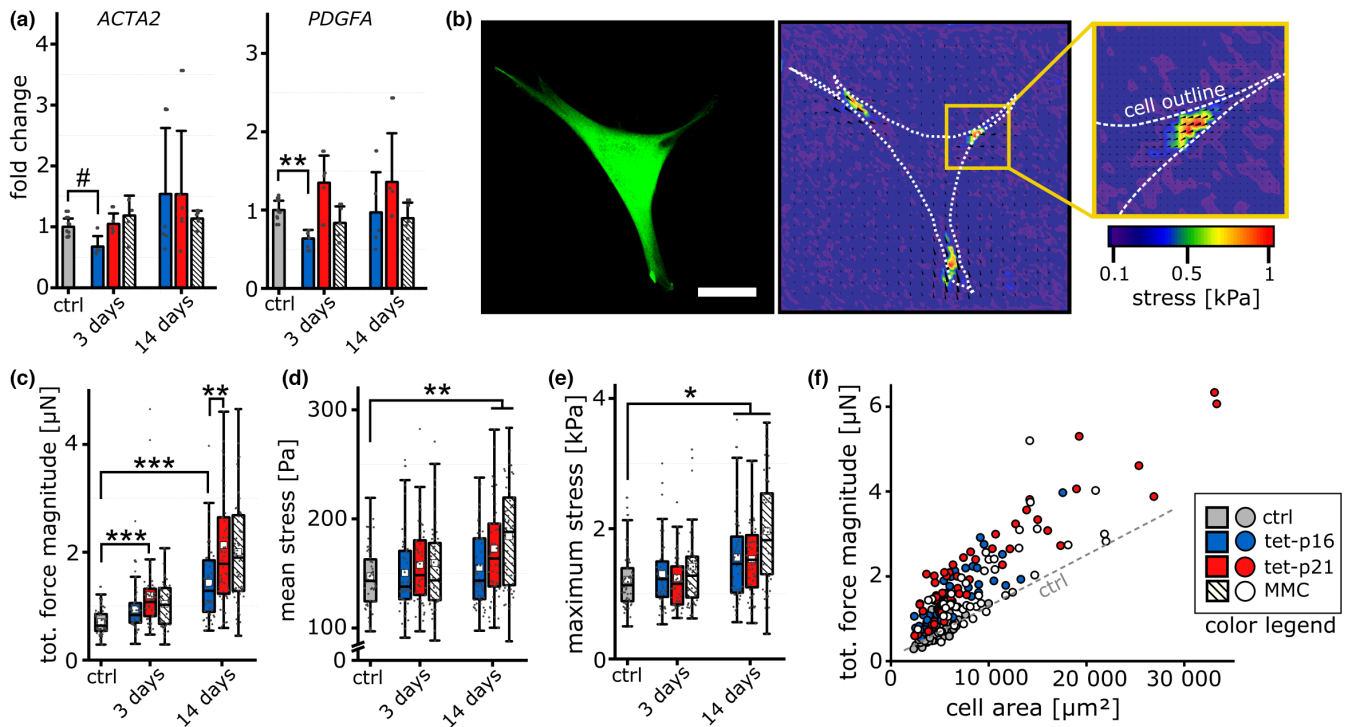 (a)
ACTA2
PDGFA
fold change
4
3
2
1
0
#
ctrl
3 days
14 days
3
2
1
0
**
ctrl
3 days
14 days
(b)
cell outline
0.1 0.5 1
stress [kPa]
(c)
tot. force magnitude [µN]
4
2
0
***
***
**
ctrl
3 days
14 days
(d)
mean stress [Pa]
300
200
100
0
**
ctrl
3 days
14 days
(e)
maximum stress [kPa]
4
2
0
*
ctrl
3 days
14 days
(f)
tot. force magnitude [µN]
6
4
2
0
ctrl
0 10 000 20 000 30 000
cell area [µm²]
ctrl
tet-p16
tet-p21
MMC
color legend